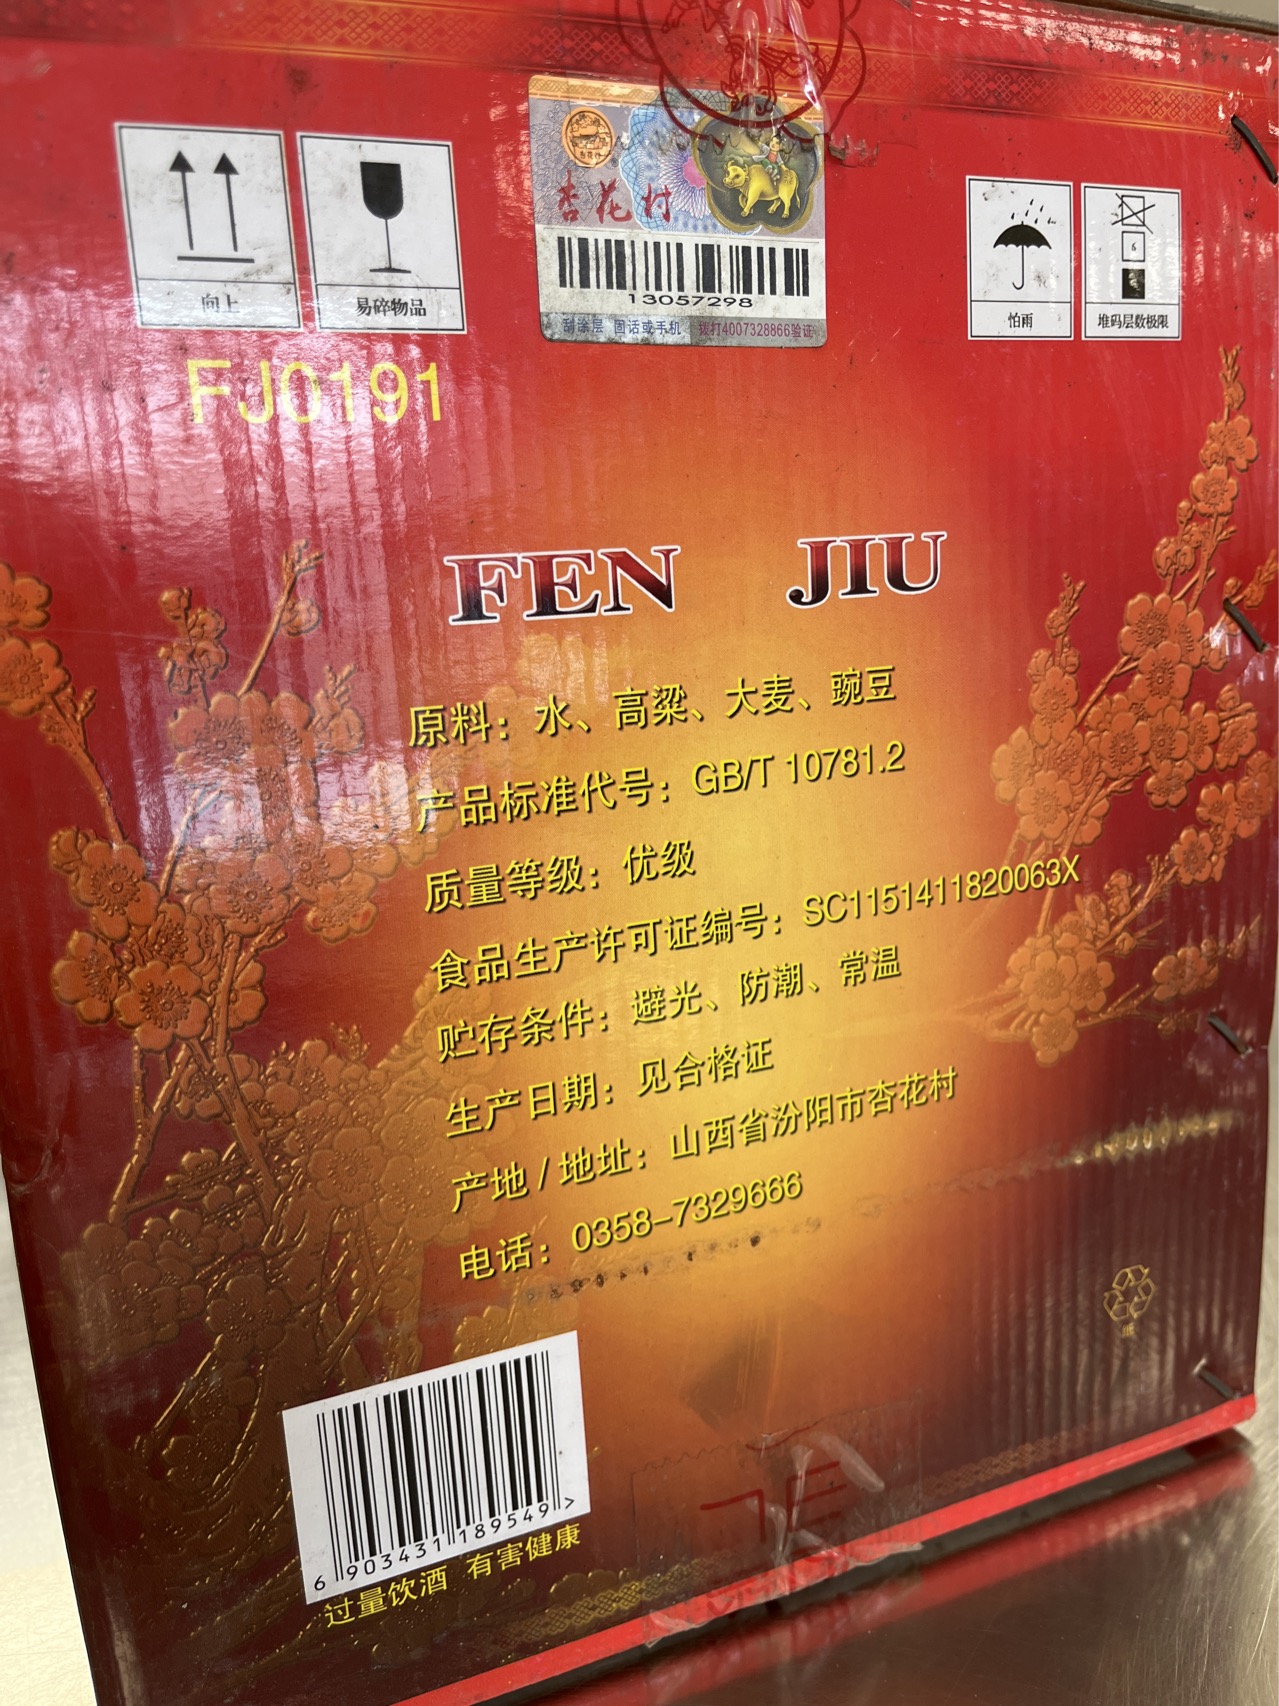 向上
易碎物品
杏花村
13057298
刮涂层 固话或手机 拨打4007328866验证
怕雨
6
堆码层数极限
FJ0191
FEN JIU
原料：水、高粱、大麦、豌豆
产品标准代号：GB/T 10781.2
质量等级：优级
食品生产许可证编号：SC1151411820063X
贮存条件：避光、防潮、常温
生产日期：见合格证
产地/地址：山西省汾阳市杏花村
电话：0358-7329666
6 903431 189549 >
过量饮酒 有害健康